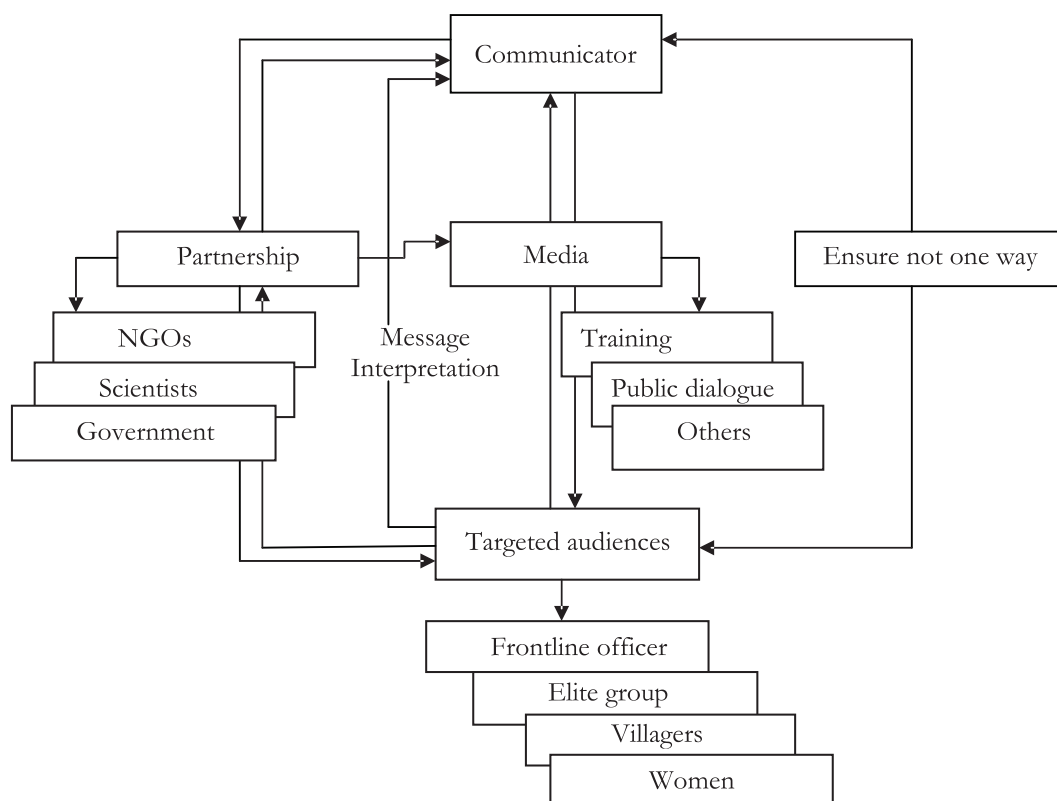 Communicator
Partnership
Media
Ensure not one way
NGOs
Scientists
Government
Message
Interpretation
Training
Public dialogue
Others
Targeted audiences
Frontline officer
Elite group
Villagers
Women